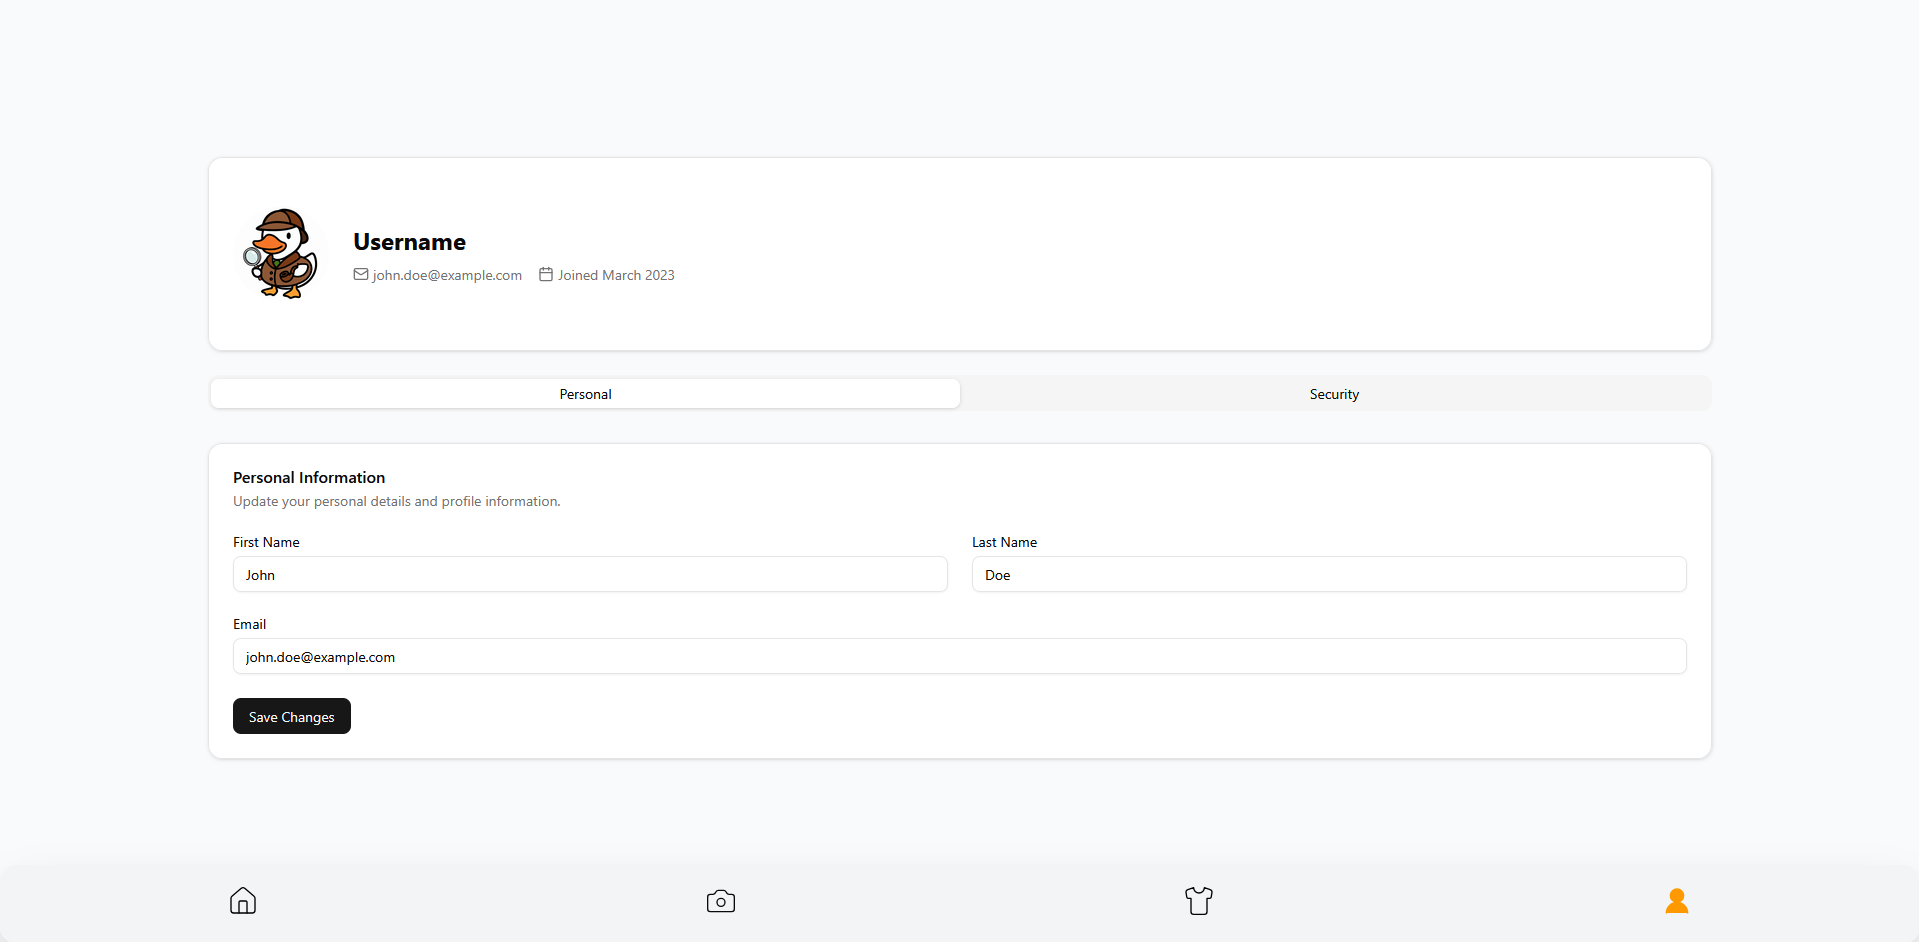 Username
john.doe@example.com Joined March 2023
Personal Security
Personal Information
Update your personal details and profile information.
First Name Last Name
John Doe
Email
john.doe@example.com
Save Changes